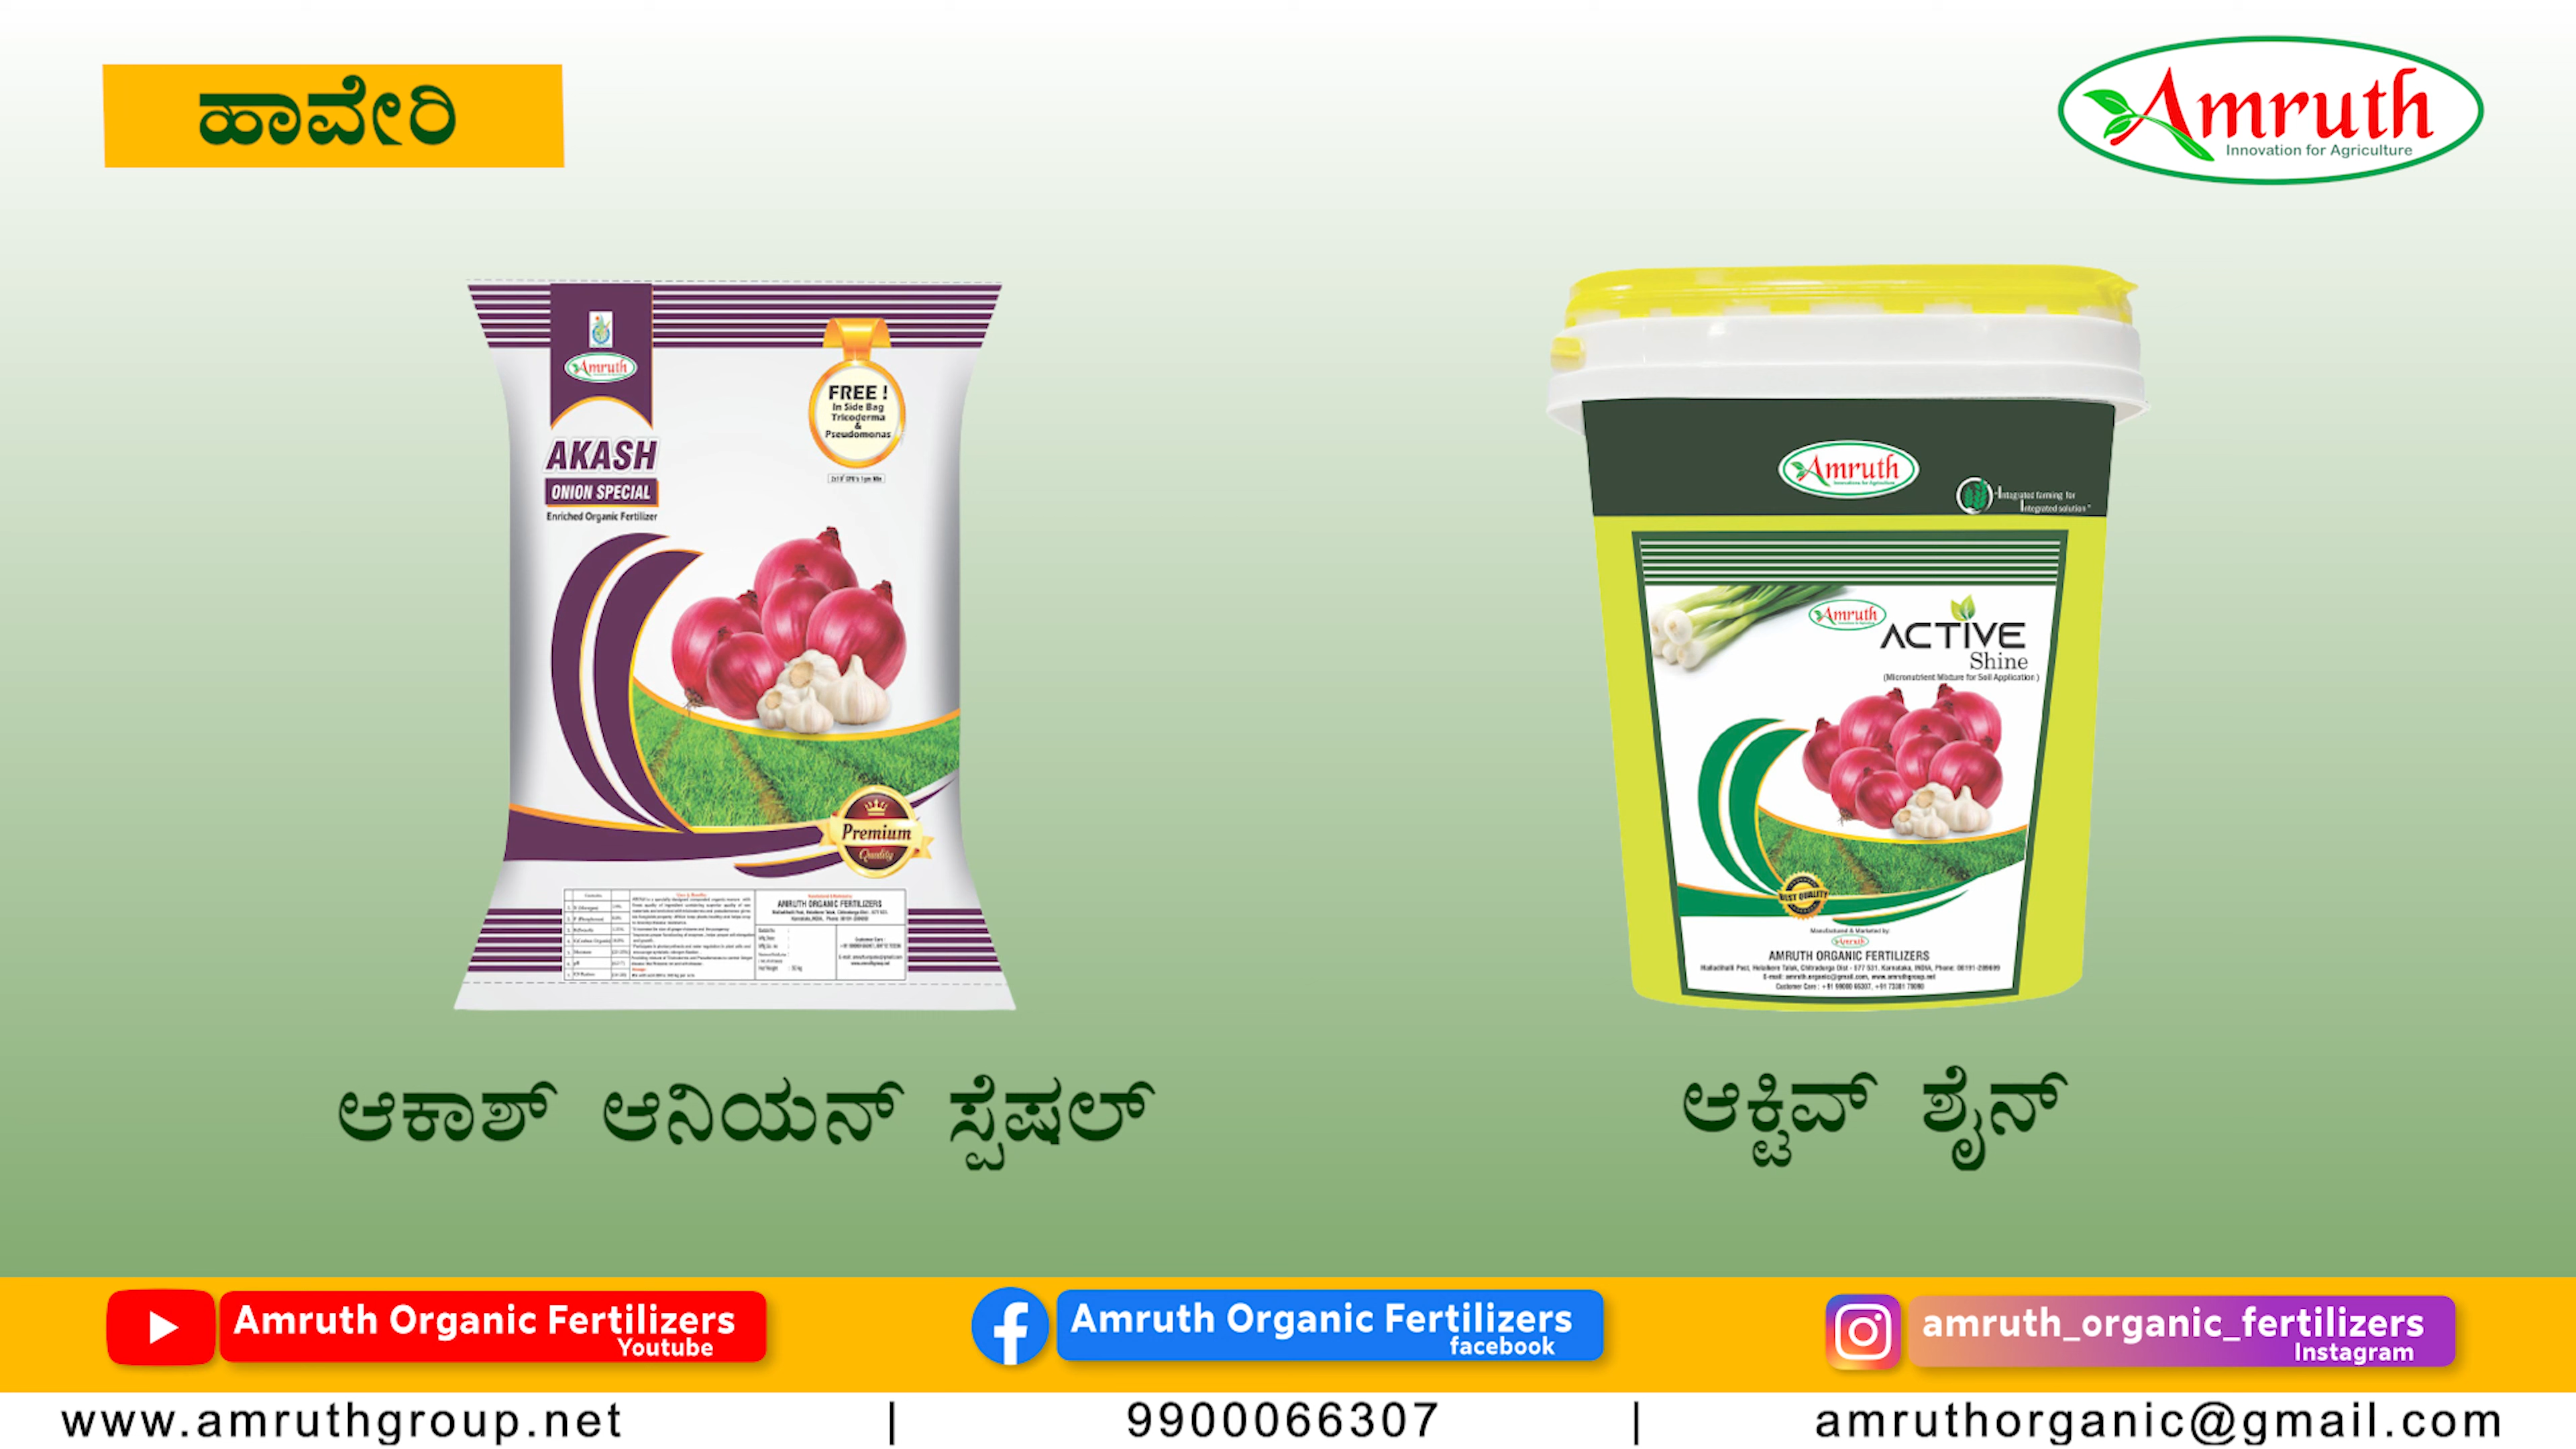 ಹಾವೇರಿ
Amruth
Innovation for Agriculture
Amruth
FREE !
In Side Bag
Tricoderma
&
Pseudomonas
AKASH
ONION SPECIAL
Enriched Organic Fertilizer
Premium
Quality
AMRUTH ORGANIC FERTILIZERS
Amruth
Integrated farming for
Integrated solution"
Amruth
ACTIVE
Shine
(Micronutrient Mixture for Soil Application )
BEST QUALITY
Manufactured & Marketed by:
Amruth
AMRUTH ORGANIC FERTILIZERS
ಆಕಾಶ್ ಆನಿಯನ್ ಸ್ಪೆಷಲ್
ಆಕ್ಟಿವ್ ಶೈನ್
Amruth Organic Fertilizers
Youtube
Amruth Organic Fertilizers
facebook
amruth_organic_fertilizers
Instagram
www.amruthgroup.net | 9900066307 | amruthorganic@gmail.com